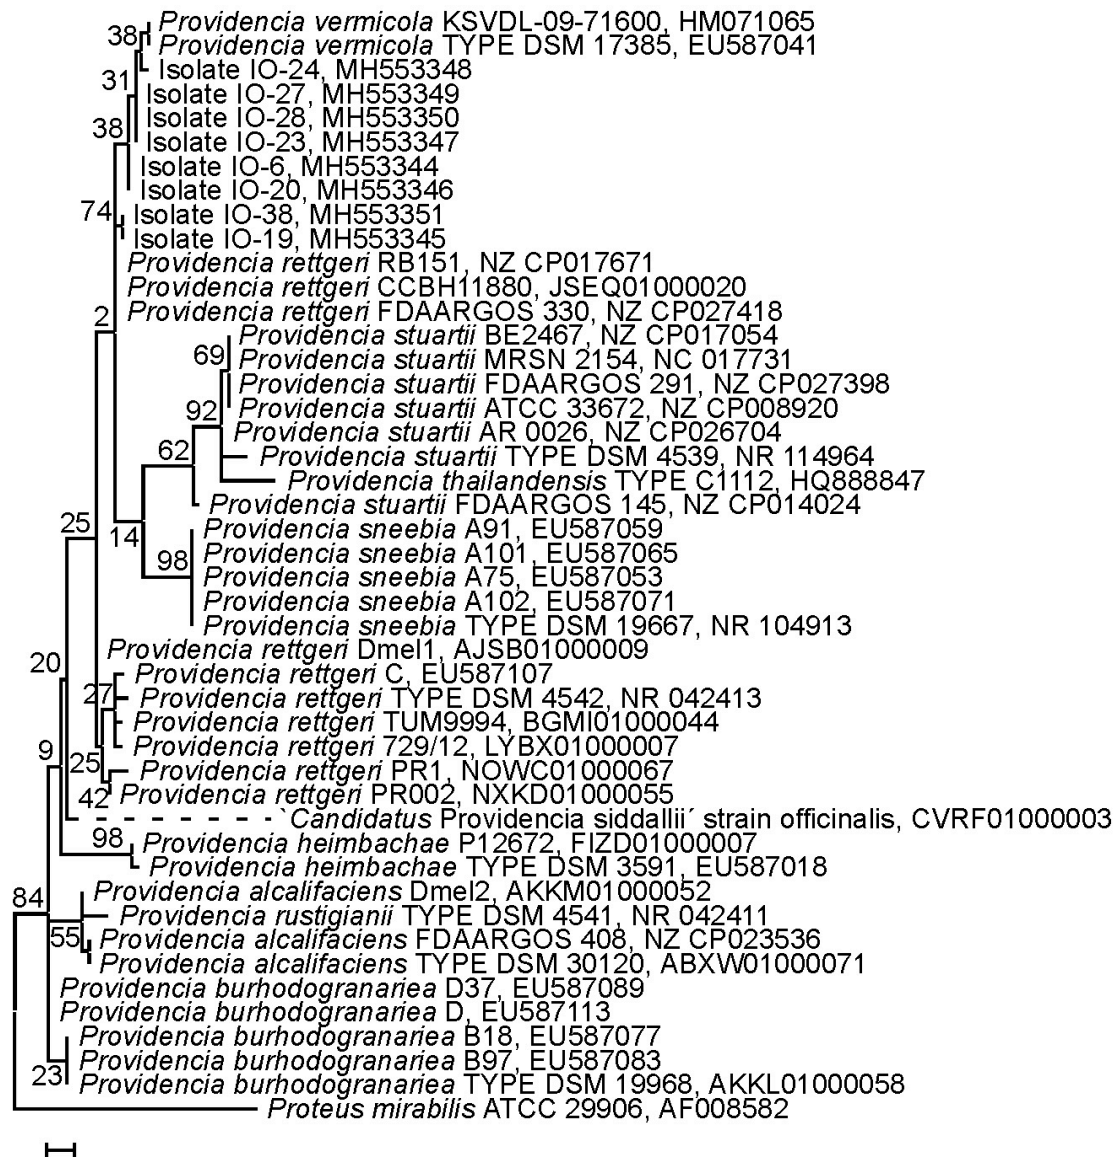 38
Providencia vermicola KSVDL-09-71600, HM071065
Providencia vermicola TYPE DSM 17385, EU587041
Isolate IO-24, MH553348
31
Isolate IO-27, MH553349
Isolate IO-28, MH553350
38
Isolate IO-23, MH553347
Isolate IO-6, MH553344
Isolate IO-20, MH553346
74
Isolate IO-38, MH553351
Isolate IO-19, MH553345
Providencia rettgeri RB151, NZ CP017671
Providencia rettgeri CCBH11880, JSEQ01000020
2
Providencia rettgeri FDAARGOS 330, NZ CP027418
Providencia stuartii BE2467, NZ CP017054
69
Providencia stuartii MRSN 2154, NC 017731
Providencia stuartii FDAARGOS 291, NZ CP027398
92
Providencia stuartii ATCC 33672, NZ CP008920
Providencia stuartii AR 0026, NZ CP026704
62
Providencia stuartii TYPE DSM 4539, NR 114964
Providencia thailandensis TYPE C1112, HQ888847
Providencia stuartii FDAARGOS 145, NZ CP014024
25
Providencia sneebia A91, EU587059
14
Providencia sneebia A101, EU587065
98
Providencia sneebia A75, EU587053
Providencia sneebia A102, EU587071
Providencia sneebia TYPE DSM 19667, NR 104913
Providencia rettgeri Dmel1, AJSB01000009
20
Providencia rettgeri C, EU587107
27
Providencia rettgeri TYPE DSM 4542, NR 042413
Providencia rettgeri TUM9994, BGMI01000044
9
Providencia rettgeri 729/12, LYBX01000007
25
Providencia rettgeri PR1, NOWC01000067
42
Providencia rettgeri PR002, NXKD01000055
`Candidatus Providencia siddallii´ strain officinalis, CVRF01000003
98
Providencia heimbachae P12672, FIZD01000007
Providencia heimbachae TYPE DSM 3591, EU587018
84
Providencia alcalifaciens Dmel2, AKKM01000052
Providencia rustigianii TYPE DSM 4541, NR 042411
55
Providencia alcalifaciens FDAARGOS 408, NZ CP023536
Providencia alcalifaciens TYPE DSM 30120, ABXW01000071
Providencia burhodogranariea D37, EU587089
Providencia burhodogranariea D, EU587113
Providencia burhodogranariea B18, EU587077
Providencia burhodogranariea B97, EU587083
23
Providencia burhodogranariea TYPE DSM 19968, AKKL01000058
Proteus mirabilis ATCC 29906, AF008582